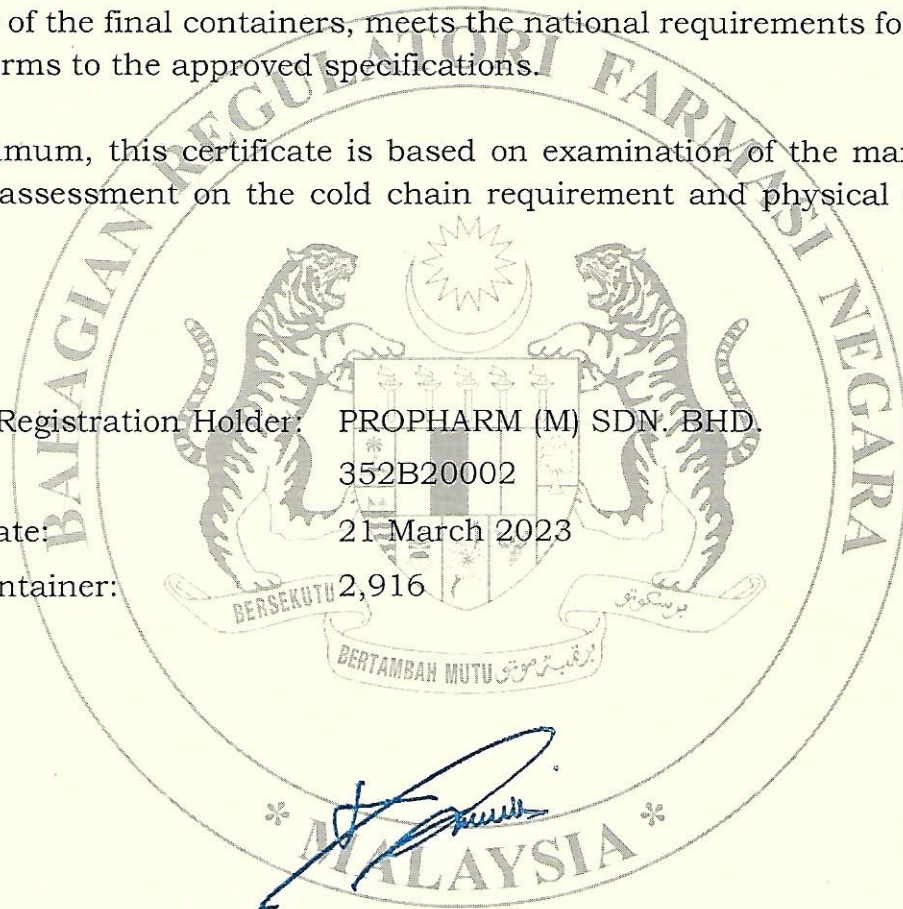 of the final containers, meets the national requirements fo
rms to the approved specifications.
imum, this certificate is based on examination of the ma
assessment on the cold chain requirement and physical
Registration Holder: PROPHARM (M) SDN. BHD.
352B20002
ate: 21 March 2023
ntainer: 2,916
BAHAGIAN REGULATORI FARMASI NEGARA
BERSEKUTU
برسکوتو
BERTAMBAH MUTU
* MALAYSIA *